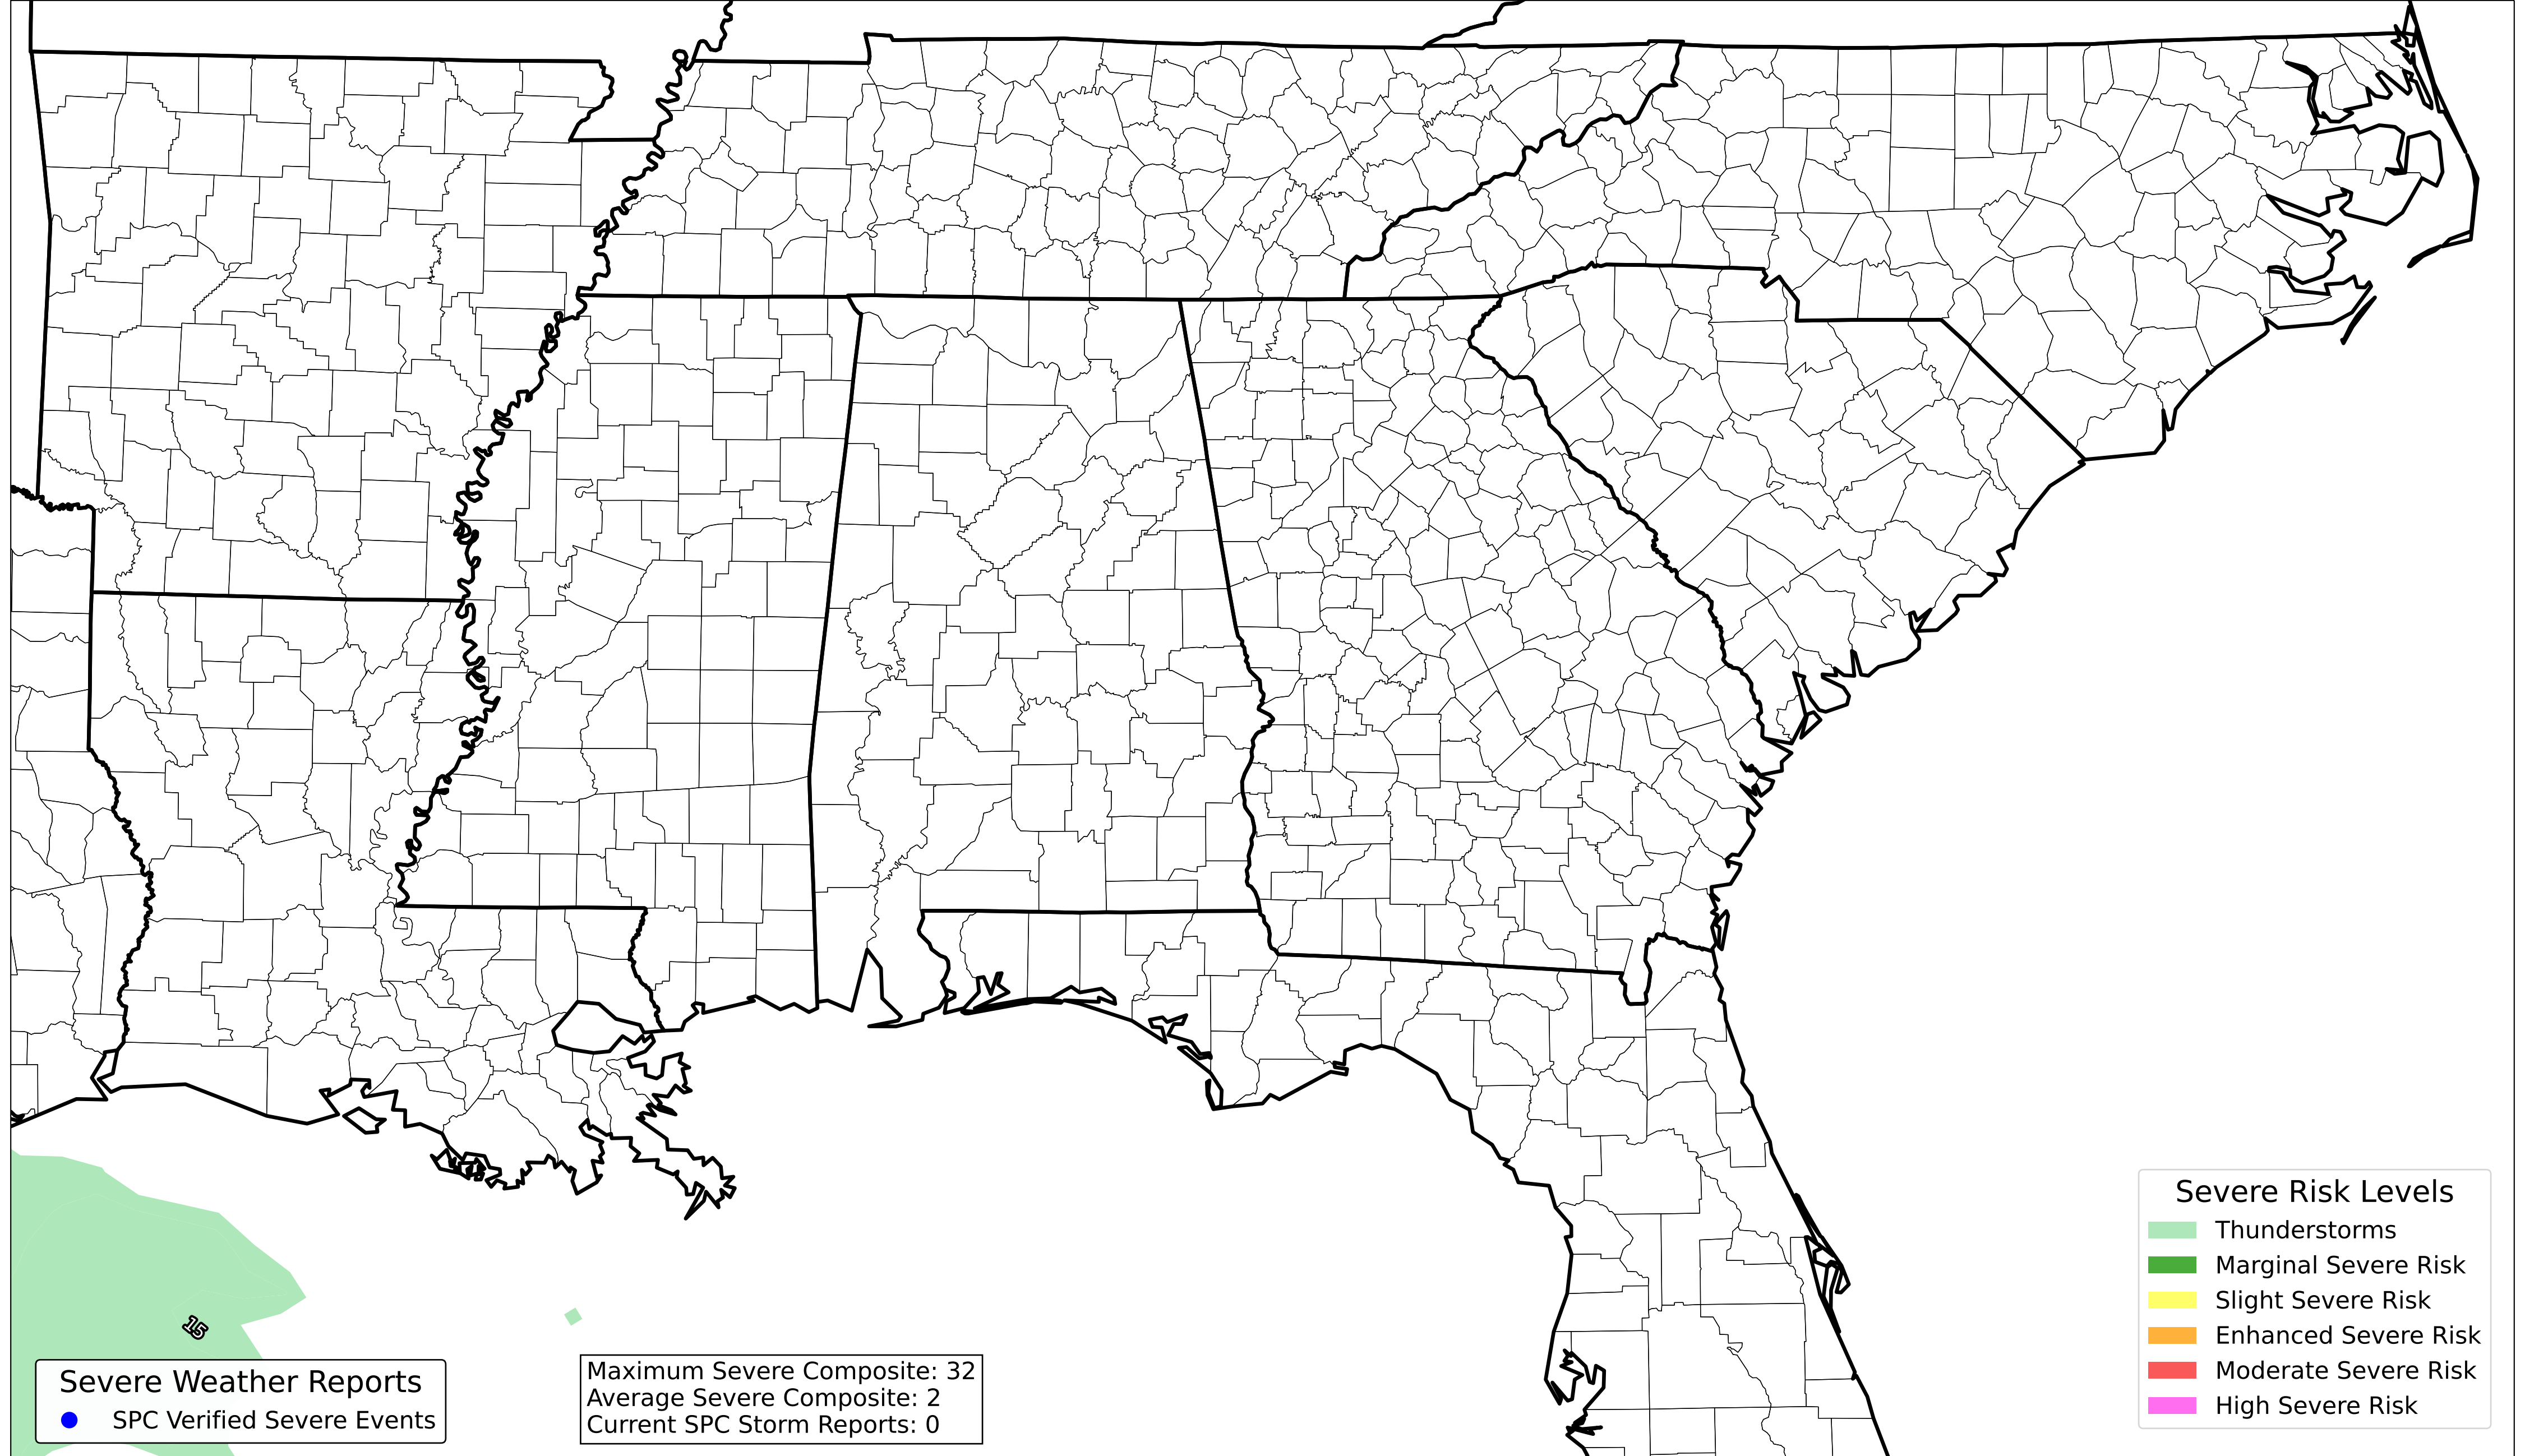 15
Severe Weather Reports
SPC Verified Severe Events
Maximum Severe Composite: 32
Average Severe Composite: 2
Current SPC Storm Reports: 0
Severe Risk Levels
Thunderstorms
Marginal Severe Risk
Slight Severe Risk
Enhanced Severe Risk
Moderate Severe Risk
High Severe Risk